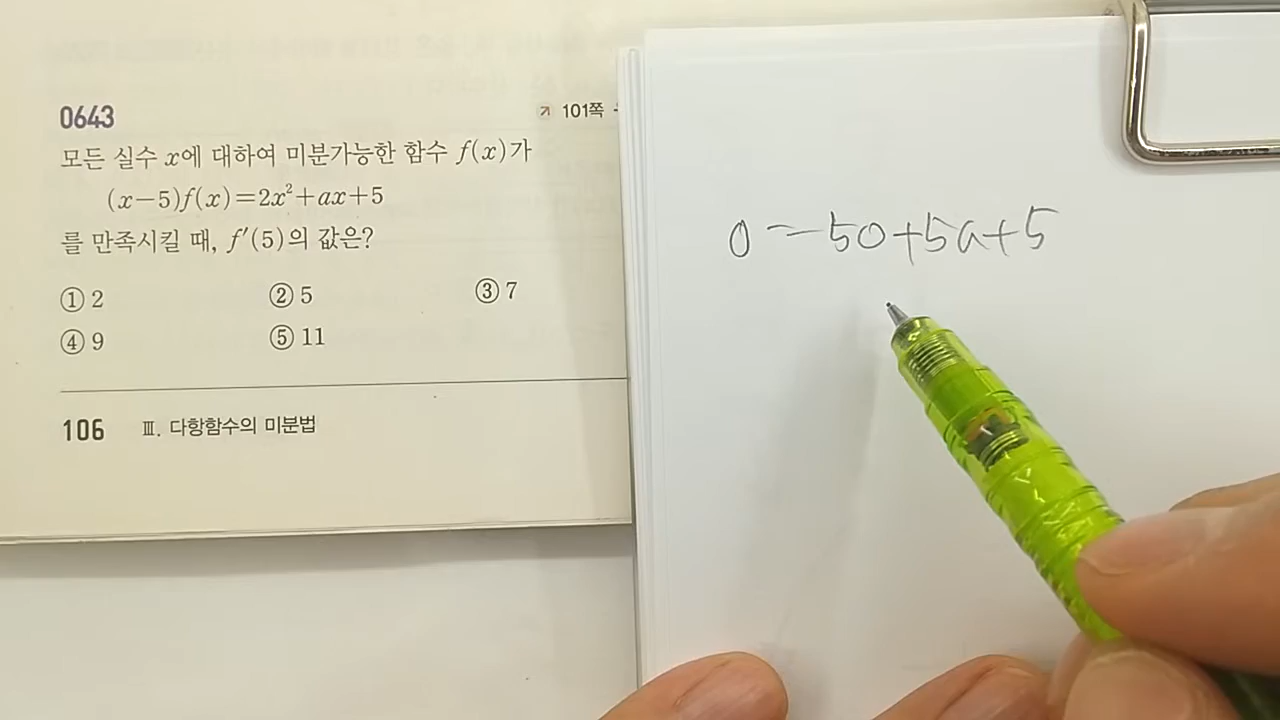 0643
↗ 101쪽
모든 실수 x에 대하여 미분가능한 함수 f(x)가
(x-5)f(x)=2x²+ax+5
를 만족시킬 때, f′(5)의 값은?
① 2 ② 5 ③ 7
④ 9 ⑤ 11
106 Ⅲ. 다항함수의 미분법
0=50+5a+5